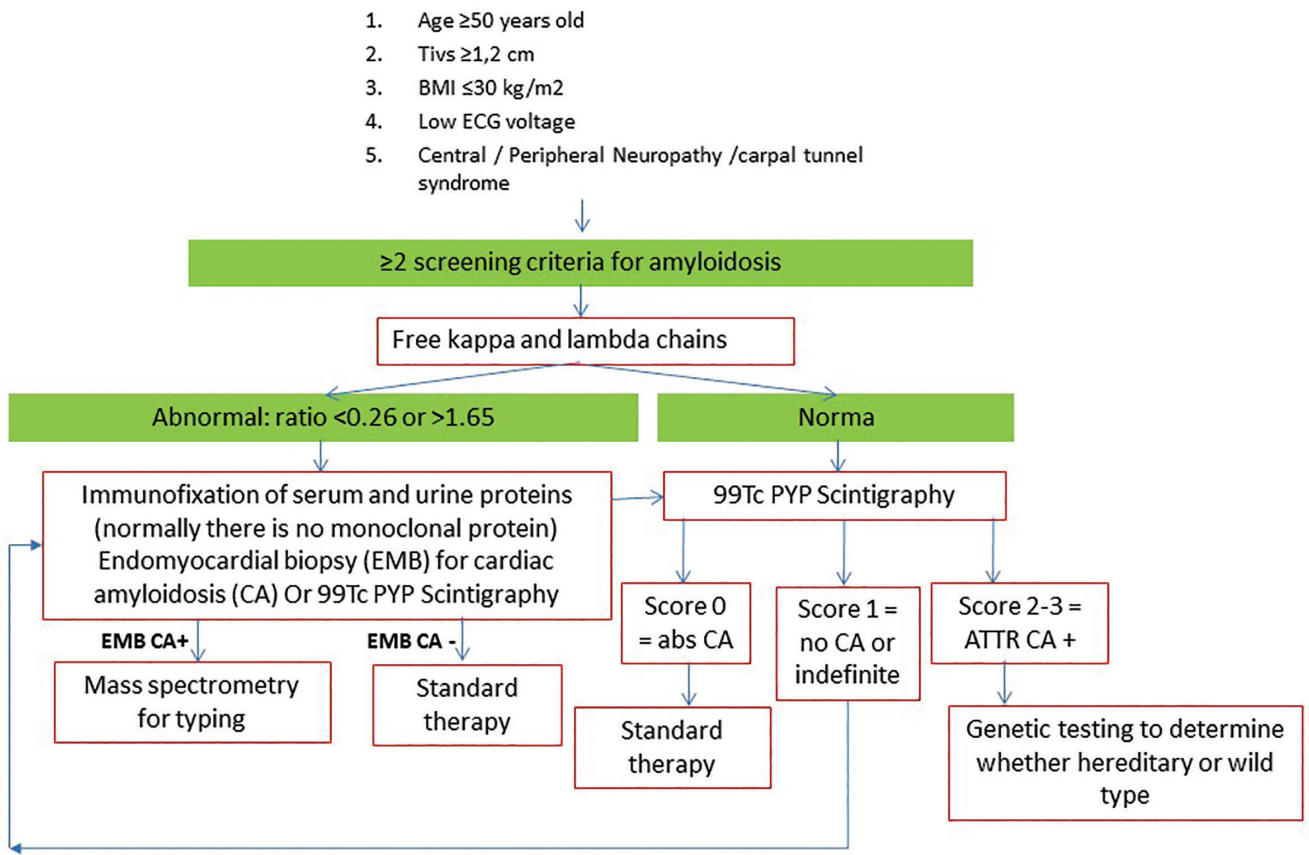 1. Age ≥50 years old
2. Tivs ≥1,2 cm
3. BMI ≤30 kg/m2
4. Low ECG voltage
5. Central / Peripheral Neuropathy /carpal tunnel
syndrome
≥2 screening criteria for amyloidosis
Free kappa and lambda chains
Abnormal: ratio <0.26 or >1.65
Norma
Immunofixation of serum and urine proteins
(normally there is no monoclonal protein)
Endomyocardial biopsy (EMB) for cardiac
amyloidosis (CA) Or 99Tc PYP Scintigraphy
99Tc PYP Scintigraphy
EMB CA+
EMB CA -
Mass spectrometry
for typing
Standard
therapy
Score 0
= abs CA
Score 1 =
no CA or
indefinite
Score 2-3 =
ATTR CA +
Standard
therapy
Genetic testing to determine
whether hereditary or wild
type